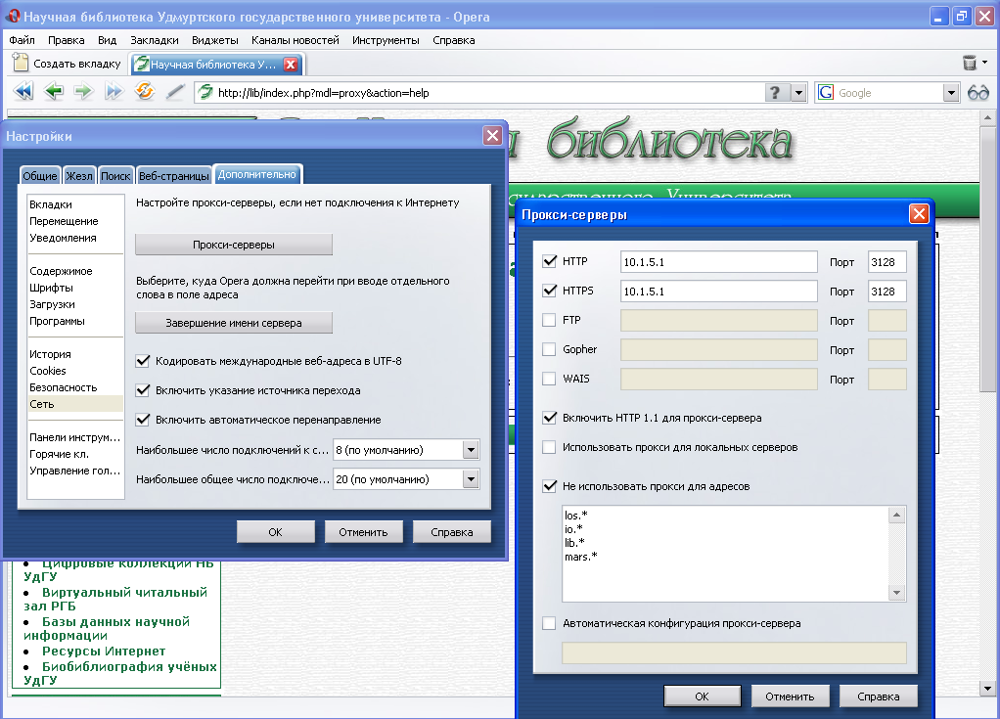 Научная библиотека Удмуртского государственного университета - Opera
Файл Правка Вид Закладки Виджеты Каналы новостей Инструменты Справка
Создать вкладку Научная библиотека У...
http://lib/index.php?mdl=proxy&action=help ? G Google
библиотека
Настройки
Общие Жезл Поиск Веб-страницы Дополнительно
Вкладки
Перемещение
Уведомления
Содержимое
Шрифты
Загрузки
Программы
История
Cookies
Безопасность
Сеть
Панели инструм...
Горячие кл.
Управление гол...
Настройте прокси-серверы, если нет подключения к Интернету
Прокси-серверы
Выберите, куда Opera должна перейти при вводе отдельного
слова в поле адреса
Завершение имени сервера
Кодировать международные веб-адреса в UTF-8
Включить указание источника перехода
Включить автоматическое перенаправление
Наибольшее число подключений к с... 8 (по умолчанию)
Наибольшее общее число подключе... 20 (по умолчанию)
OK Отменить Справка
Прокси-серверы
HTTP 10.1.5.1 Порт 3128
HTTPS 10.1.5.1 Порт 3128
FTP Порт
Gopher Порт
WAIS Порт
Включить HTTP 1.1 для прокси-сервера
Использовать прокси для локальных серверов
Не использовать прокси для адресов
los.*
io.*
lib.*
mars.*
Автоматическая конфигурация прокси-сервера
OK Отменить Справка
Цифровые коллекции НБ
УдГУ
Виртуальный читальный
зал РГБ
Базы данных научной
информации
Ресурсы Интернет
Биобиблиография учёных
УдГУ